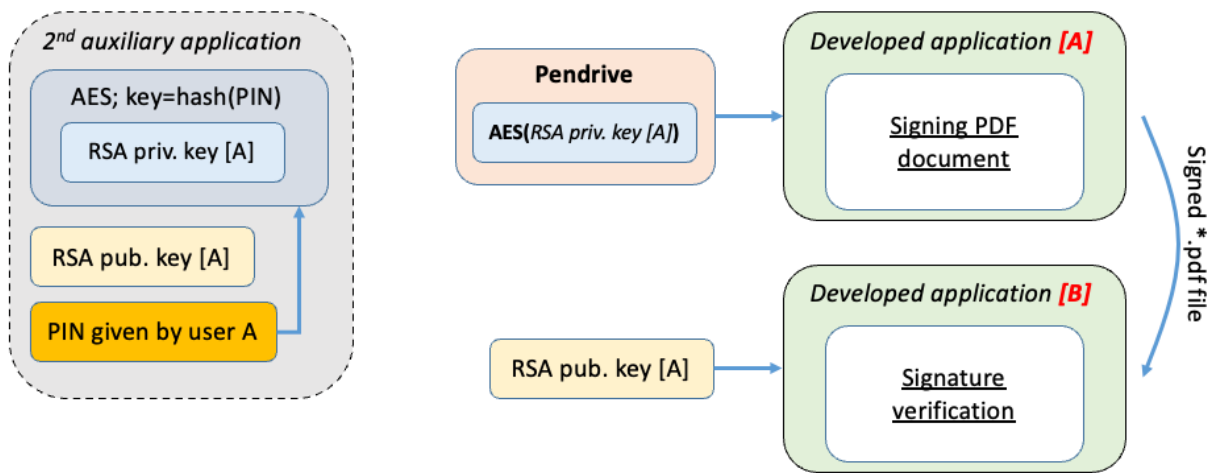 2nd auxiliary application
AES; key=hash(PIN)
RSA priv. key [A]
RSA pub. key [A]
PIN given by user A
Pendrive
AES(RSA priv. key [A])
Developed application [A]
Signing PDF
document
Signed *.pdf file
RSA pub. key [A]
Developed application [B]
Signature
verification